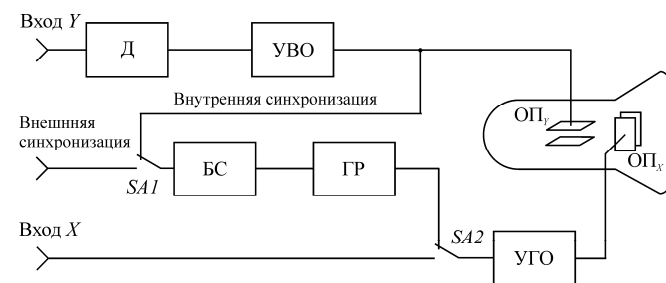 Вход Y
Д
УВО
Внутренняя синхронизация
Внешнняя
синхронизация
ОПY
ОПX
SA1
БС
ГР
Вход X
SA2
УГО